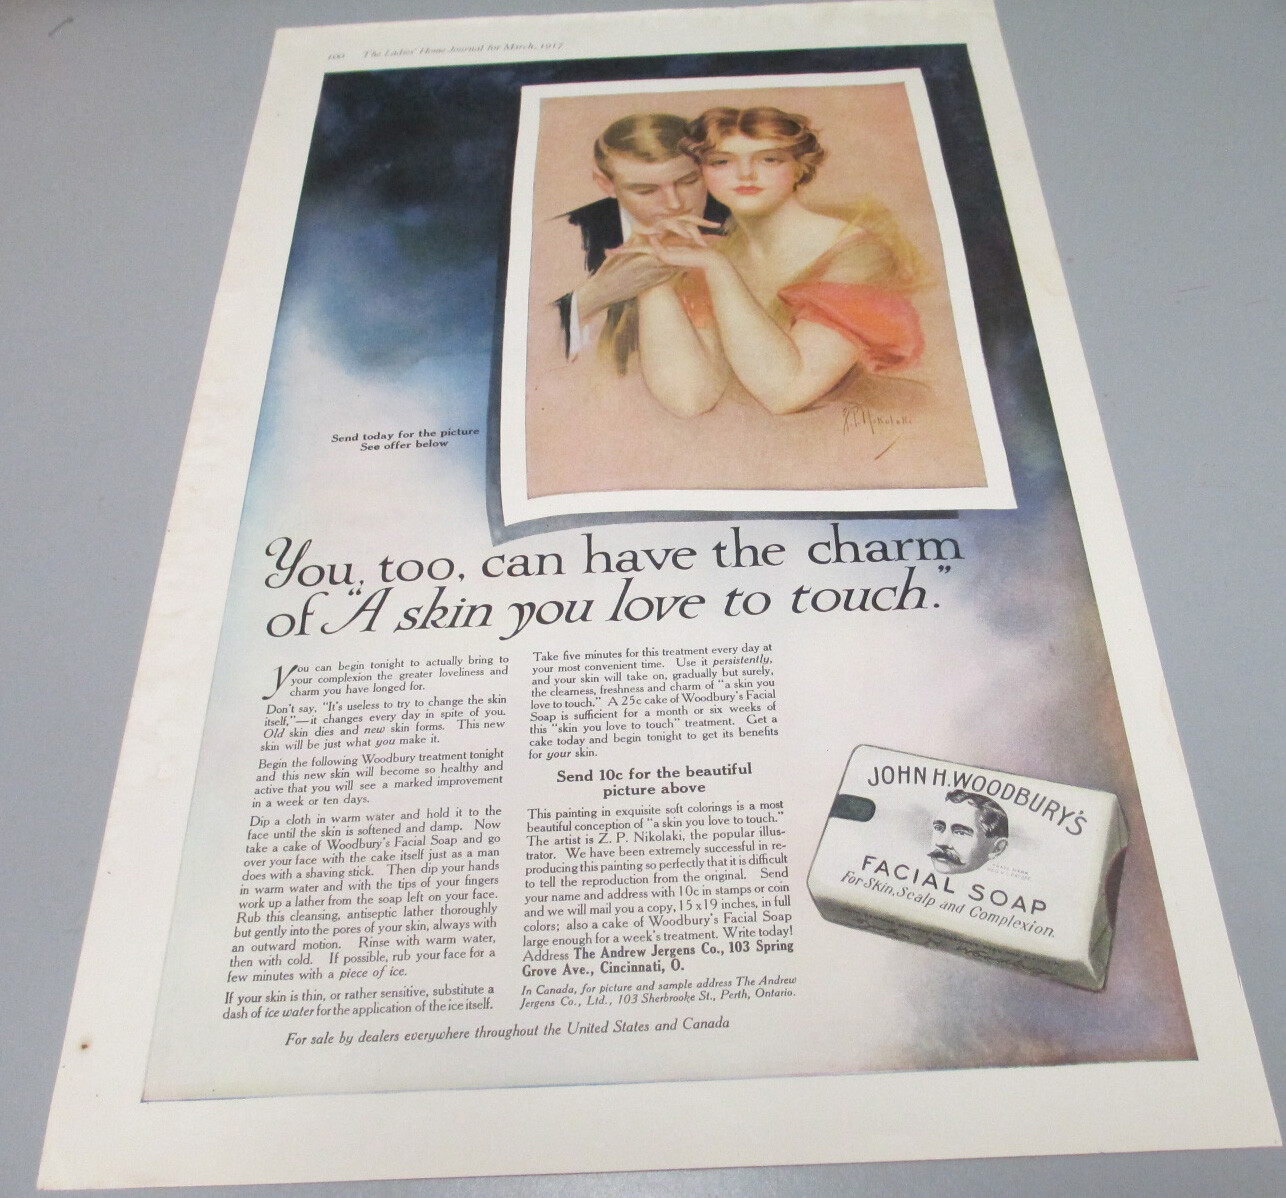 100 The Ladies' Home Journal for March, 1917
Send today for the picture
See offer below
You, too, can have the charm
of "A skin you love to touch."
You can begin tonight to actually bring to
your complexion the greater loveliness and
charm you have longed for.
Don't say, "It's useless to try to change the skin
itself,"—it changes every day in spite of you.
Old skin dies and new skin forms. This new
skin will be just what you make it.
Begin the following Woodbury treatment tonight
and this new skin will become so healthy and
active that you will see a marked improvement
in a week or ten days.
Dip a cloth in warm water and hold it to the
face until the skin is softened and damp. Now
take a cake of Woodbury's Facial Soap and go
over your face with the cake itself just as a man
does with a shaving stick. Then dip your hands
in warm water and with the tips of your fingers
work up a lather from the soap left on your face.
Rub this cleansing, antiseptic lather thoroughly
but gently into the pores of your skin, always with
an outward motion. Rinse with warm water,
then with cold. If possible, rub your face for a
few minutes with a piece of ice.
If your skin is thin, or rather sensitive, substitute a
dash of ice water for the application of the ice itself.
Take five minutes for this treatment every day at
your most convenient time. Use it persistently,
and your skin will take on, gradually but surely,
the clearness, freshness and charm of "a skin you
love to touch." A 25c cake of Woodbury's Facial
Soap is sufficient for a month or six weeks of
this "skin you love to touch" treatment. Get a
cake today and begin tonight to get its benefits
for your skin.
Send 10c for the beautiful
picture above
This painting in exquisite soft colorings is a most
beautiful conception of "a skin you love to touch."
The artist is Z. P. Nikolaki, the popular illus-
trator. We have been extremely successful in re-
producing this painting so perfectly that it is difficult
to tell the reproduction from the original. Send
your name and address with 10c in stamps or coin
and we will mail you a copy, 15 x 19 inches, in full
colors; also a cake of Woodbury's Facial Soap
large enough for a week's treatment. Write today!
Address The Andrew Jergens Co., 103 Spring
Grove Ave., Cincinnati, O.
In Canada, for picture and sample address The Andrew
Jergens Co., Ltd., 103 Sherbrooke St., Perth, Ontario.
For sale by dealers everywhere throughout the United States and Canada
JOHN H. WOODBURY'S
FACIAL SOAP
For Skin, Scalp and Complexion.